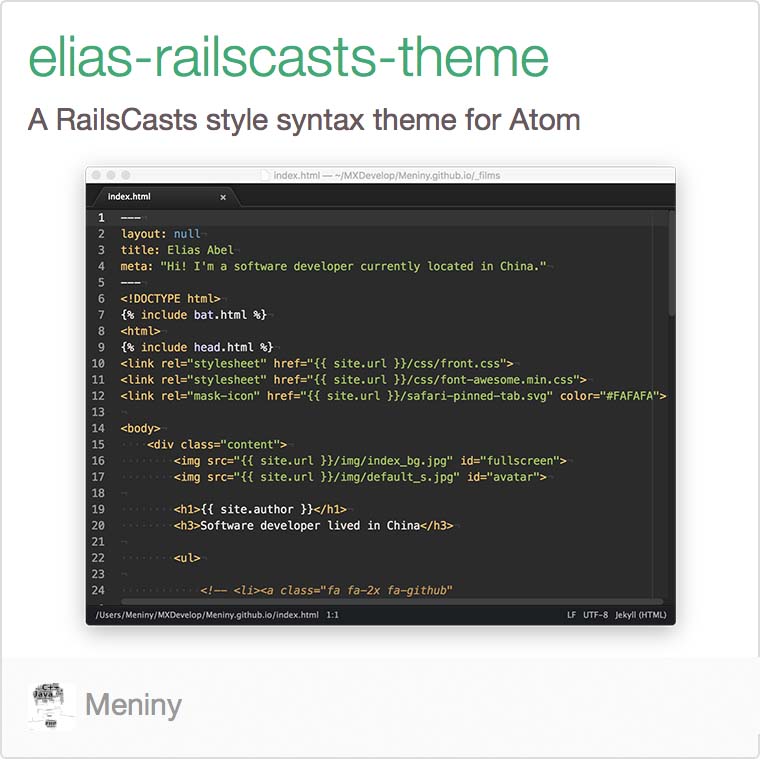 elias-railscasts-theme
A RailsCasts style syntax theme for Atom
index.html — ~/MXDevelop/Meniny.github.io/_films
index.html x
1 ---
2 layout: null
3 title: Elias Abel
4 meta: "Hi! I'm a software developer currently located in China."
5 ---
6 <!DOCTYPE html>
7 {% include bat.html %}
8 <html>
9 {% include head.html %}
10 <link rel="stylesheet" href="{{ site.url }}/css/front.css">
11 <link rel="stylesheet" href="{{ site.url }}/css/font-awesome.min.css">
12 <link rel="mask-icon" href="{{ site.url }}/safari-pinned-tab.svg" color="#FAFAFA">
13
14 <body>
15 <div class="content">
16 <img src="{{ site.url }}/img/index_bg.jpg" id="fullscreen">
17 <img src="{{ site.url }}/img/default_s.jpg" id="avatar">
18
19 <h1>{{ site.author }}</h1>
20 <h3>Software developer lived in China</h3>
21
22 <ul>
23
24 <!-- <li><a class="fa fa-2x fa-github"
/Users/Meniny/MXDevelop/Meniny.github.io/index.html 1:1 LF UTF-8 Jekyll (HTML)
C++
Java
PHP
Meniny